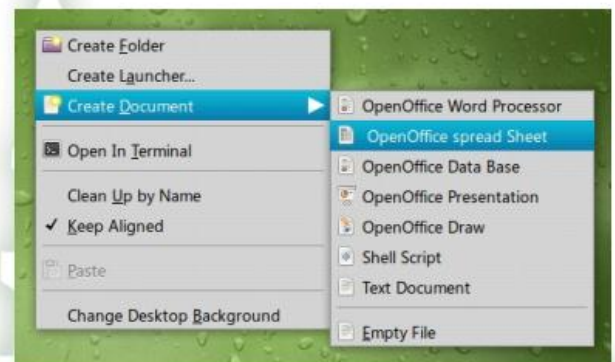 Create Folder
Create Launcher...
Create Document
Open In Terminal
Clean Up by Name
Keep Aligned
Paste
Change Desktop Background
OpenOffice Word Processor
OpenOffice spread Sheet
OpenOffice Data Base
OpenOffice Presentation
OpenOffice Draw
Shell Script
Text Document
Empty File